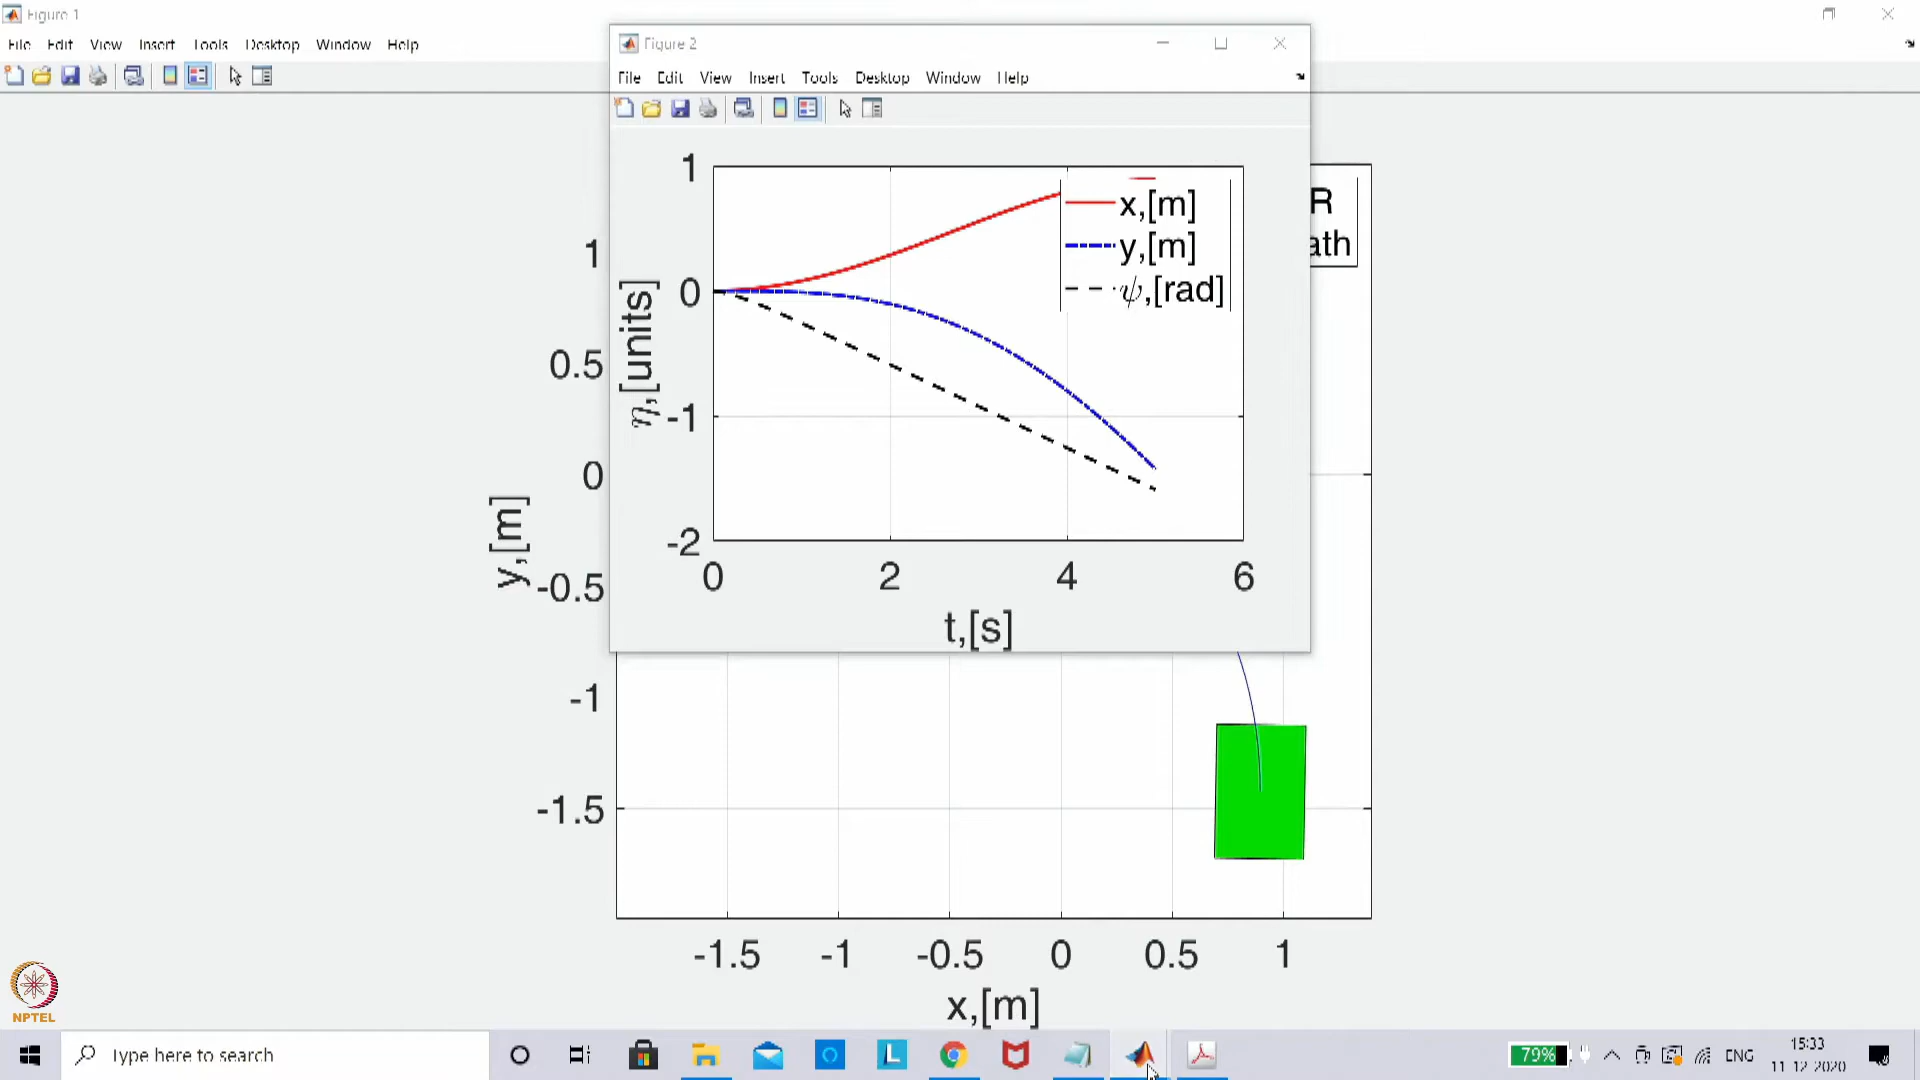 Figure 1
File Edit View Insert Tools Desktop Window Help
Figure 2
File Edit View Insert Tools Desktop Window Help
1
0
-1
-2
0 2 4 6
η,[units]
t,[s]
x,[m]
y,[m]
ψ,[rad]
R
ath
1
0.5
0
-0.5
-1
-1.5
y,[m]
-1.5 -1 -0.5 0 0.5 1
x,[m]
NPTEL
Type here to search
79%
ENG
15:33
11-12-2020